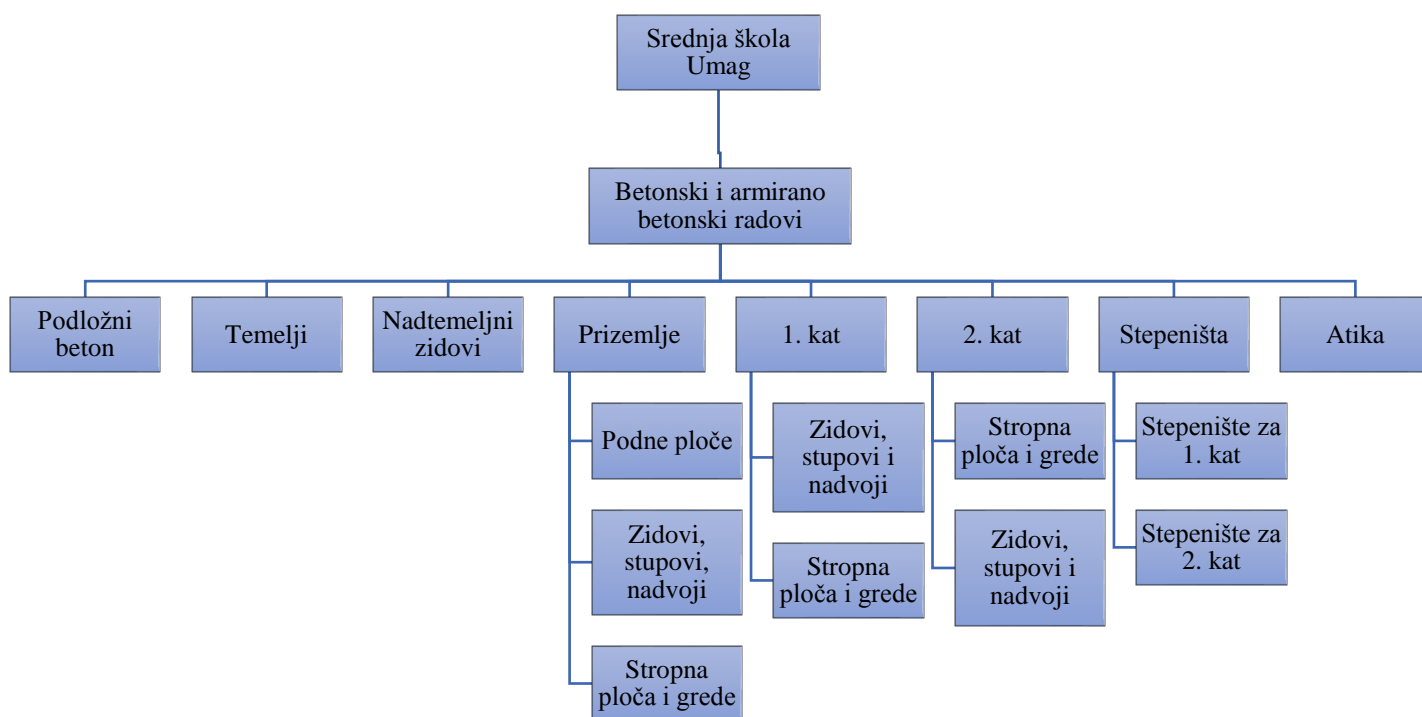 Srednja škola
Umag
Betonski i armirano
betonski radovi
Podložni
beton
Temelji
Nadtemeljni
zidovi
Prizemlje
1. kat
2. kat
Stepeništa
Atika
Podne ploče
Zidovi,
stupovi,
nadvoji
Stropna
ploča i grede
Zidovi,
stupovi i
nadvoji
Stropna
ploča i grede
Stropna
ploča i grede
Zidovi,
stupovi i
nadvoji
Stepenište za
1. kat
Stepenište za
2. kat